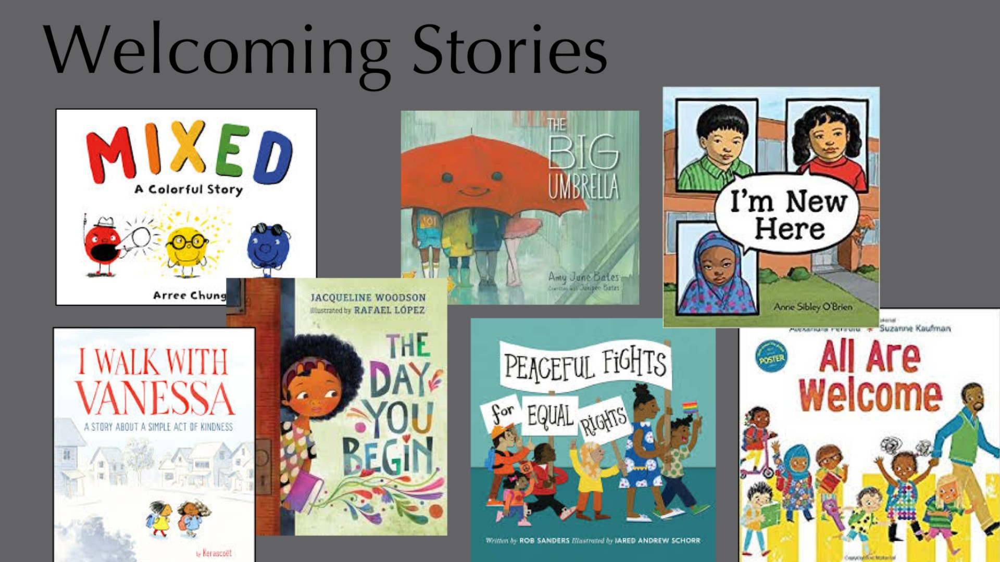 Welcoming Stories
MIXED
A Colorful Story
Arree Chung
THE
BIG
UMBRELLA
Amy June Bates
Juniper Bates
101
I'm New
Here
Anne Sibley O'Brien
JACQUELINE WOODSON
illustrated by RAFAEL LÓPEZ
THE
DAY
YOU
BEGIN
I WALK WITH
VANESSA
A STORY ABOUT A SIMPLE ACT OF KINDNESS
by Kerascoët
PEACEFUL FIGHTS
for EQUAL RIGHTS
Written by ROB SANDERS Illustrated by JARED ANDREW SCHORR
Suzanne Kaufman
POSTER
All Are
Welcome